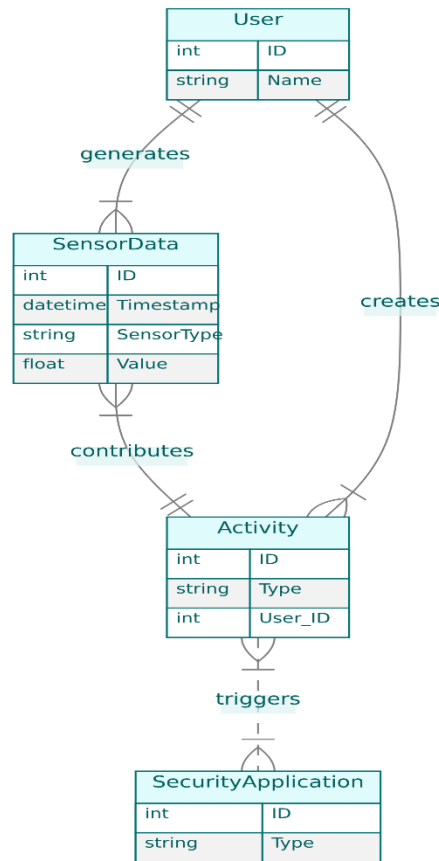 User
int ID
string Name
generates
SensorData
int ID
datetime Timestamp
string SensorType
float Value
creates
contributes
Activity
int ID
string Type
int User_ID
triggers
SecurityApplication
int ID
string Type